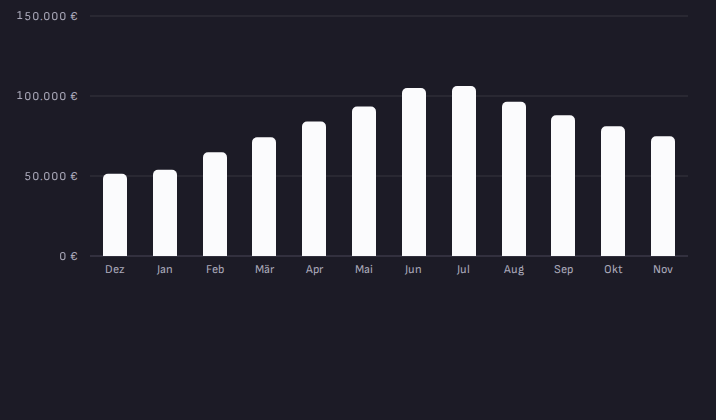 150.000 €
100.000 €
50.000 €
0 €
Dez Jan Feb Mär Apr Mai Jun Jul Aug Sep Okt Nov